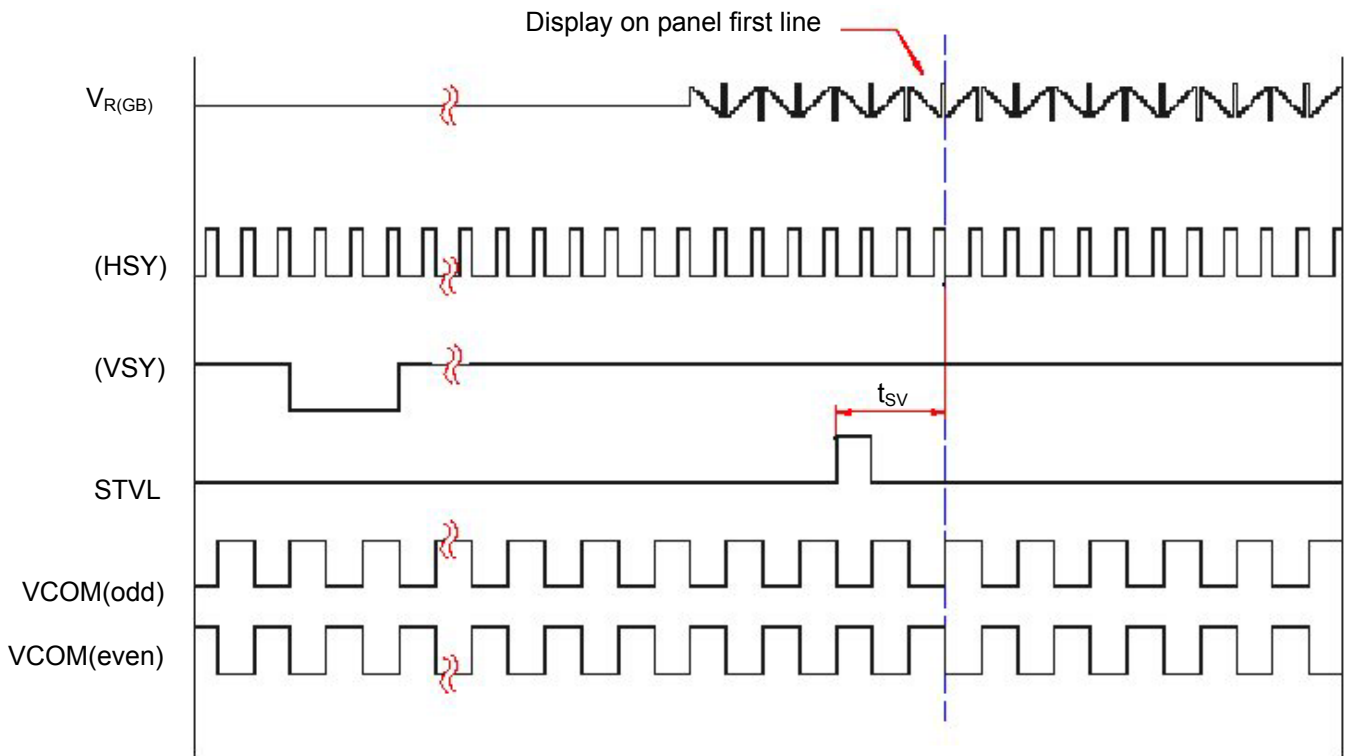 Display on panel first line
VR(GB)
(HSY)
(VSY)
tSV
STVL
VCOM(odd)
VCOM(even)